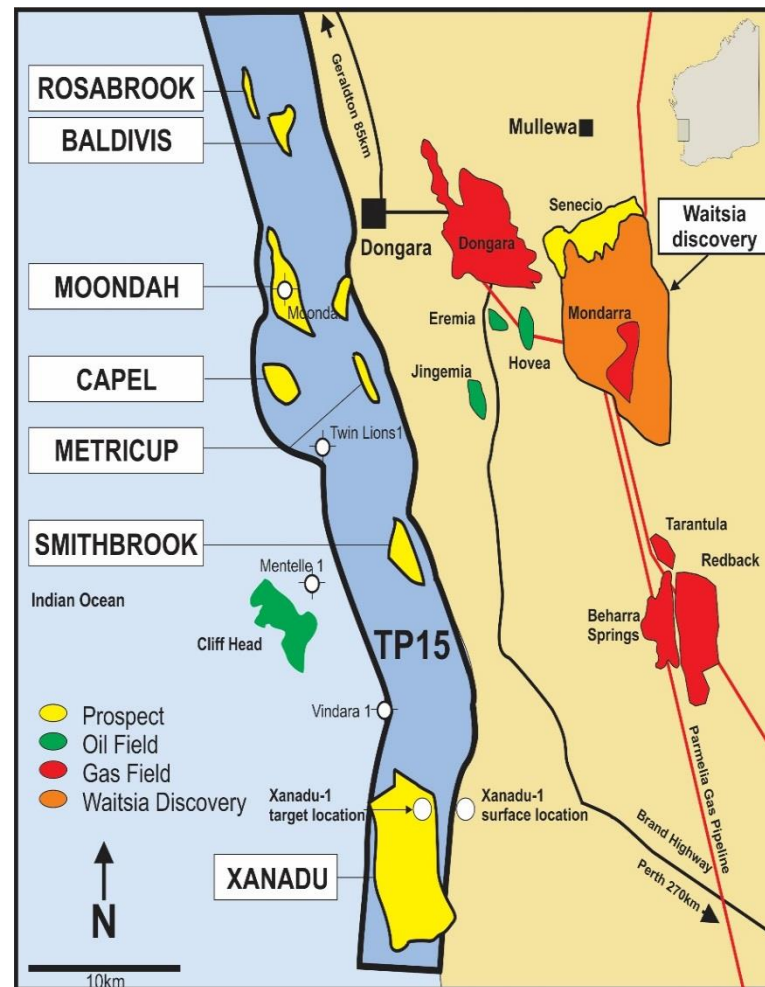 ROSABROOK
BALDIVIS
Geraldton 85km
Mullewa
Senecio
Waitsia
discovery
Dongara
Dongara
MOONDAH
Moonda
Eremia
Mondarra
Hovea
Jingemia
CAPEL
METRICUP
Twin Lions1
SMITHBROOK
Mentelle 1
Tarantula
Redback
Indian Ocean
Beharra
Springs
Cliff Head
TP15
Prospect
Oil Field
Gas Field
Waitsia Discovery
Vindara 1
Xanadu-1
target location
Xanadu-1
surface location
Parmelia Gas Pipeline
Brand Highway
Perth 270km
XANADU
N
10km